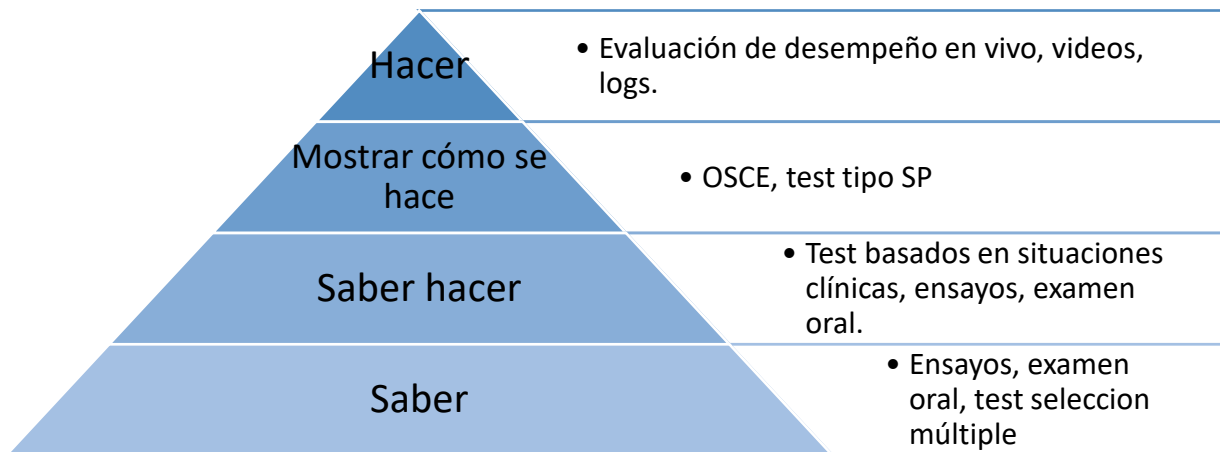 Hacer
• Evaluación de desempeño en vivo, videos,
logs.
Mostrar cómo se
hace
• OSCE, test tipo SP
Saber hacer
• Test basados en situaciones
clínicas, ensayos, examen
oral.
Saber
• Ensayos, examen
oral, test seleccion
múltiple